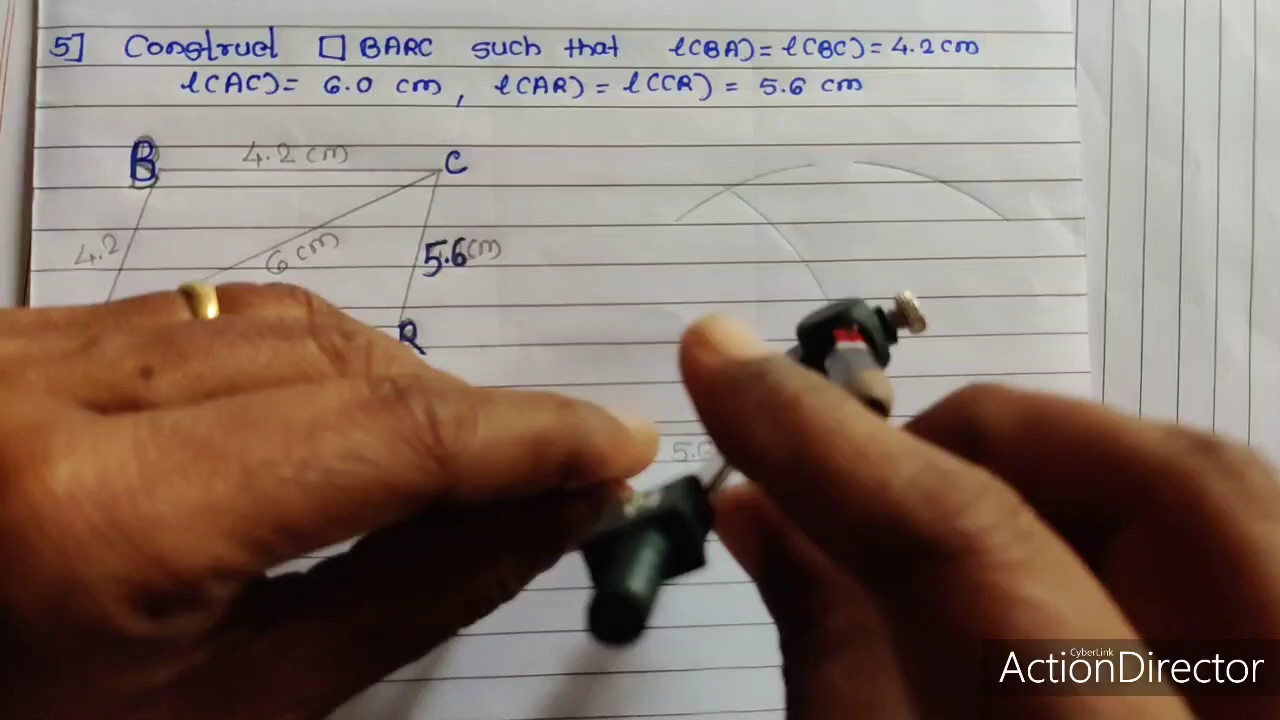 5] Construct □ BARC such that l(BA) = l(BC) = 4.2 cm
l(AC) = 6.0 cm, l(AR) = l(CR) = 5.6 cm
B 4.2 cm C
4.2
6 cm
5.6 cm
R
CyberLink
ActionDirector